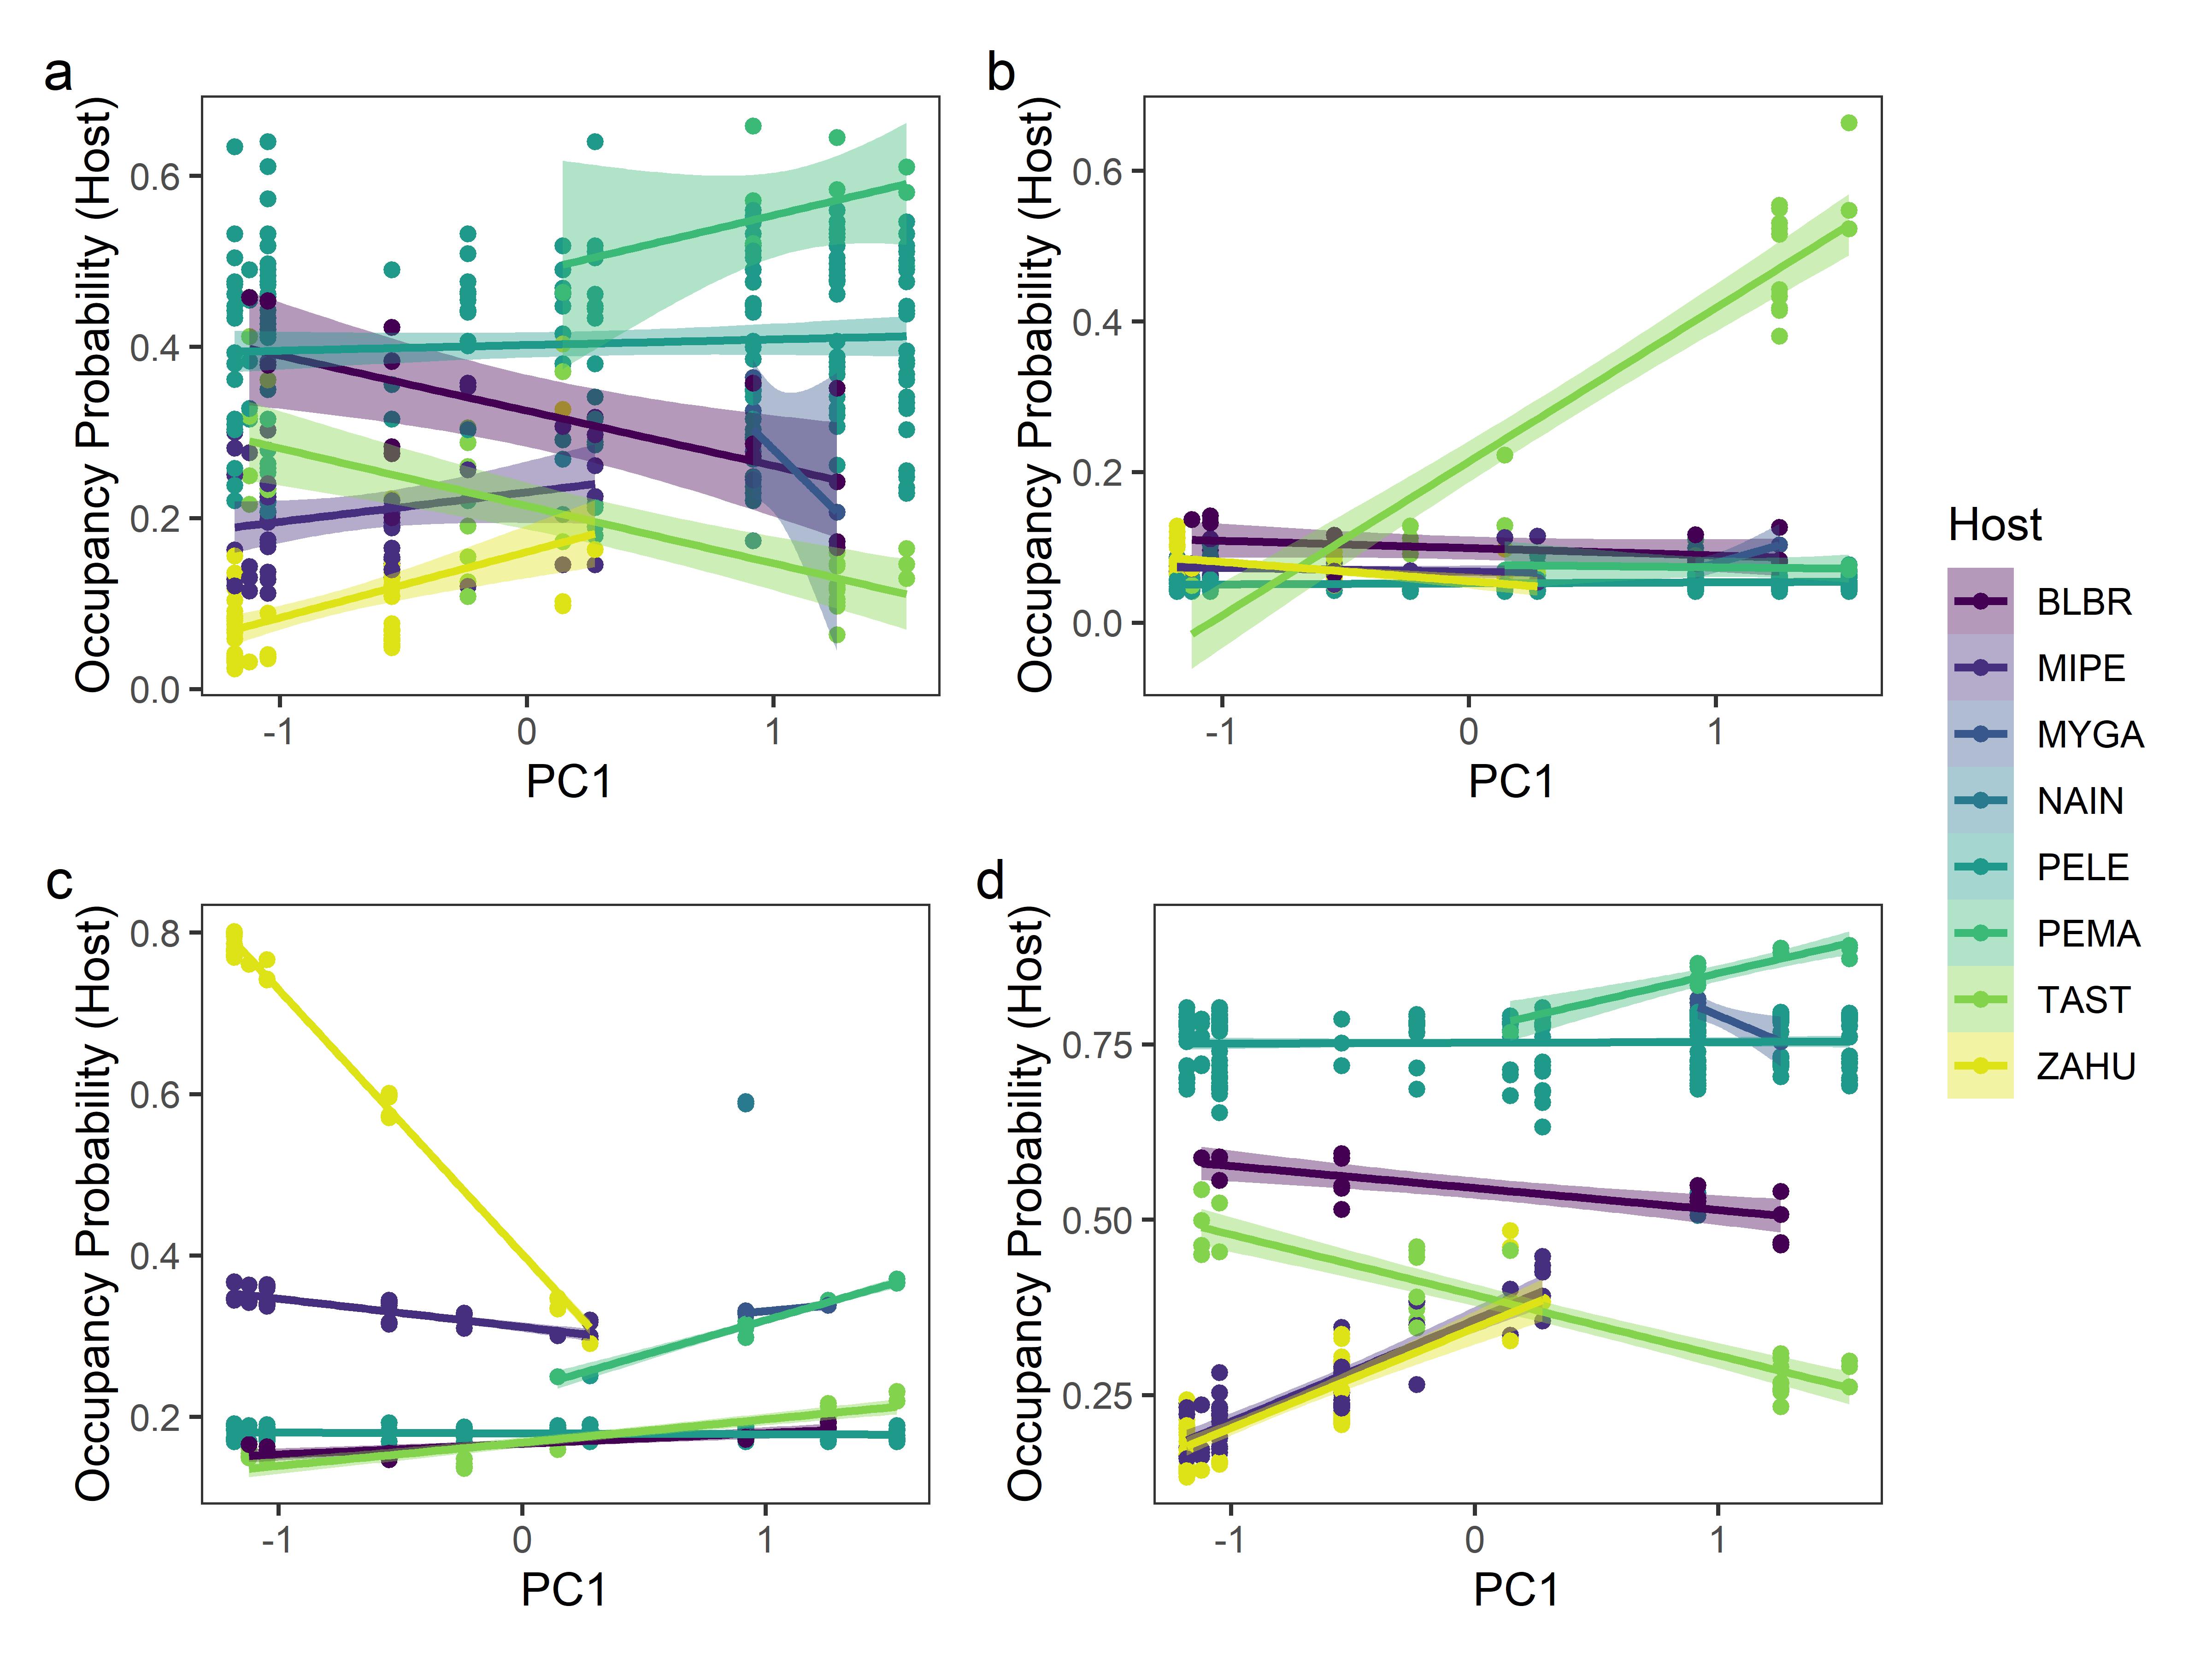 a
Occupancy Probability (Host)
0.6
0.4
0.2
0.0
-1 0 1
PC1
b
Occupancy Probability (Host)
0.6
0.4
0.2
0.0
-1 0 1
PC1
c
Occupancy Probability (Host)
0.8
0.6
0.4
0.2
-1 0 1
PC1
d
Occupancy Probability (Host)
0.75
0.50
0.25
-1 0 1
PC1
Host
BLBR
MIPE
MYGA
NAIN
PELE
PEMA
TAST
ZAHU